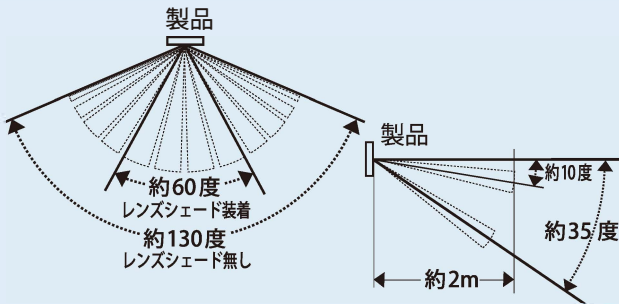 製品
約60度
レンズシェード装着
約130度
レンズシェード無し
製品
約10度
約35度
約2m